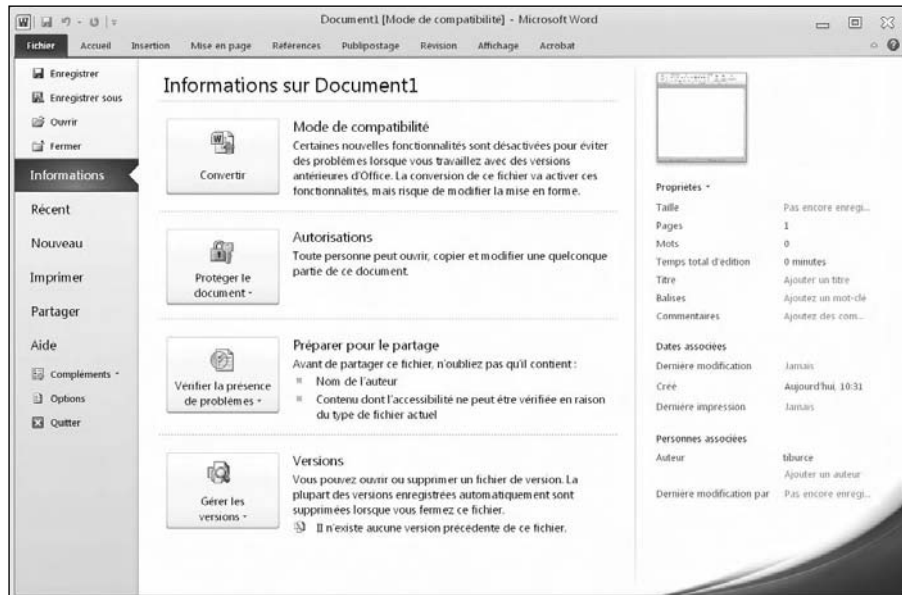 Document1 [Mode de compatibilité] - Microsoft Word
Fichier Accueil Insertion Mise en page Références Publipostage Révision Affichage Acrobat
Enregistrer
Enregistrer sous
Ouvrir
Fermer
Informations
Récent
Nouveau
Imprimer
Partager
Aide
Compléments
Options
Quitter
Informations sur Document1
Convertir
Mode de compatibilité
Certaines nouvelles fonctionnalités sont désactivées pour éviter
des problèmes lorsque vous travaillez avec des versions
antérieures d'Office. La conversion de ce fichier va activer ces
fonctionnalités, mais risque de modifier la mise en forme.
Protéger le
document
Autorisations
Toute personne peut ouvrir, copier et modifier une quelconque
partie de ce document.
Vérifier la présence
de problèmes
Préparer pour le partage
Avant de partager ce fichier, n'oubliez pas qu'il contient :
Nom de l'auteur
Contenu dont l'accessibilité ne peut être vérifiée en raison
du type de fichier actuel
Gérer les
versions
Versions
Vous pouvez ouvrir ou supprimer un fichier de version. La
plupart des versions enregistrées automatiquement sont
supprimées lorsque vous fermez ce fichier.
Il n'existe aucune version précédente de ce fichier.
Propriétés
Taille Pas encore enregi...
Pages 1
Mots 0
Temps total d'édition 0 minutes
Titre Ajouter un titre
Balises Ajoutez un mot-clé
Commentaires Ajoutez des com...
Dates associées
Dernière modification Jamais
Créé Aujourd'hui, 10:31
Dernière impression Jamais
Personnes associées
Auteur tiburce
Ajouter un auteur
Dernière modification par Pas encore enregi...